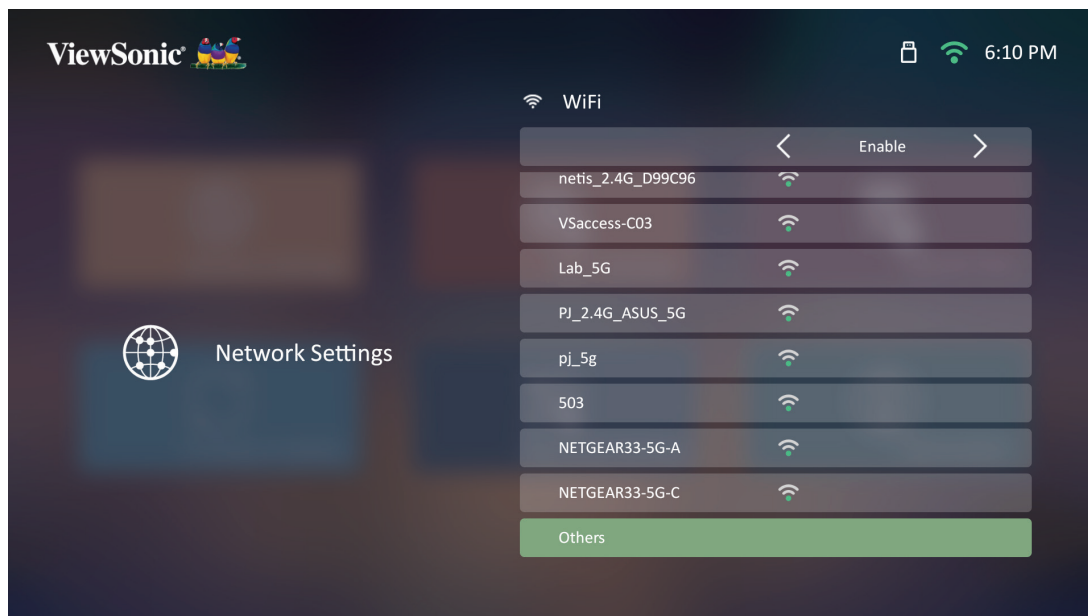 ViewSonic®
6:10 PM
WiFi
Enable
netis_2.4G_D99C96
VSaccess-C03
Lab_5G
PJ_2.4G_ASUS_5G
Network Settings
pj_5g
503
NETGEAR33-5G-A
NETGEAR33-5G-C
Others